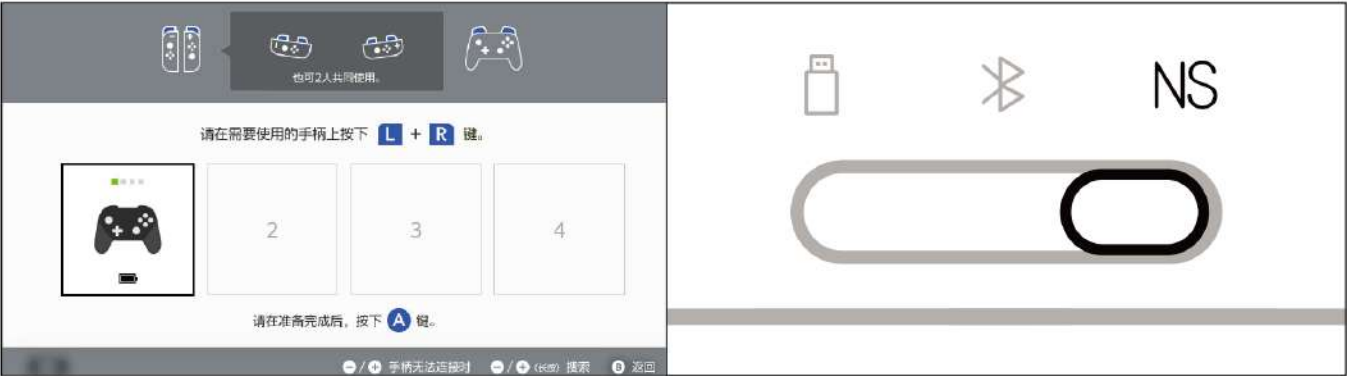 也可2人共同使用。
请在需要使用的手柄上按下 L + R 键。
2
3
4
请在准备完成后，按下 A 键。
−/+ 手柄无法连接时 −/+ (长按) 搜索 B 返回
NS